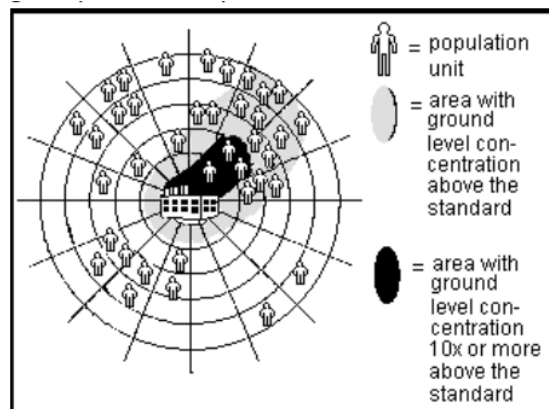 = population
unit
= area with
ground
level con-
centration
above the
standard
= area with
ground
level con-
centration
10x or more
above the
standard